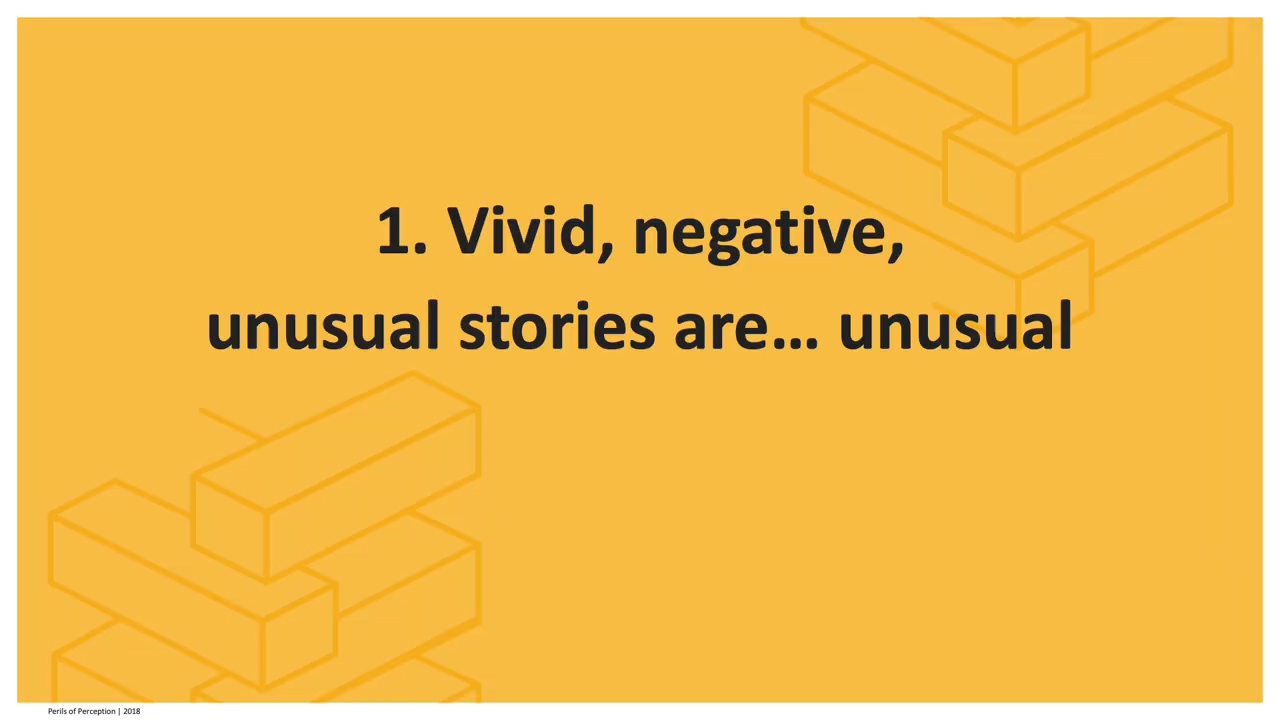 1. Vivid, negative,
unusual stories are… unusual
Perils of Perception | 2018